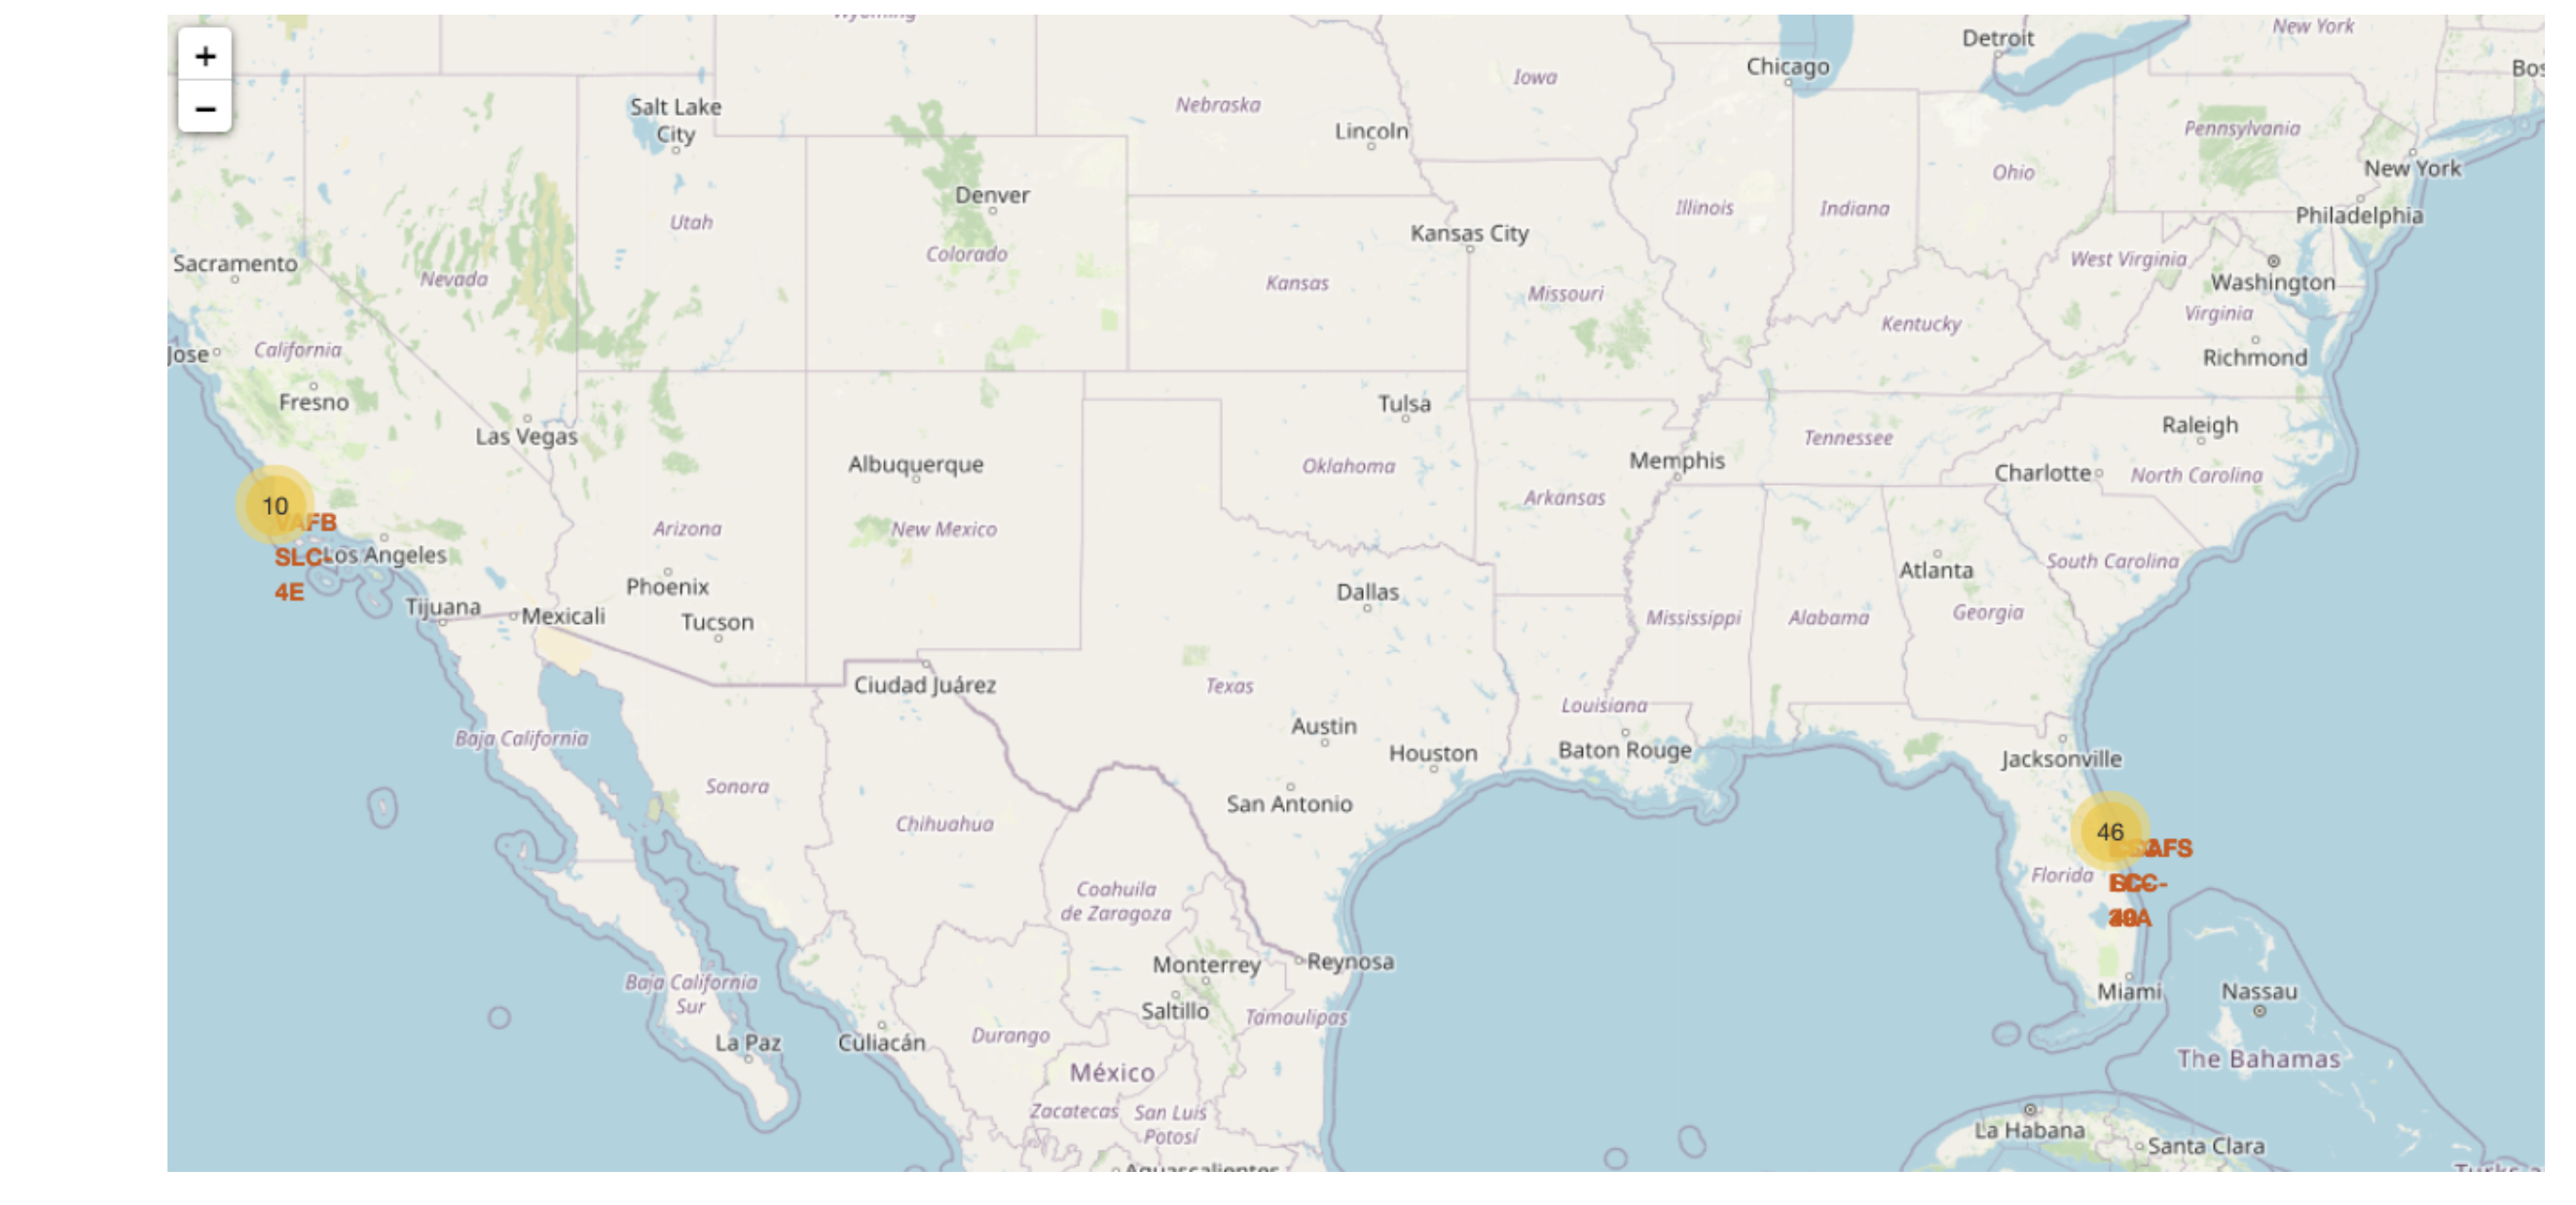 Wyoming
New York
+
Detroit
Chicago
Iowa
Salt Lake
City
Nebraska
Lincoln
Pennsylvania
−
New York
Denver
Ohio
Utah
Illinois
Indiana
Philadelphia
Kansas City
Colorado
West Virginia
Sacramento
Nevada
Kansas
Missouri
Washington
Virginia
Kentucky
Jose
California
Richmond
Fresno
Tulsa
Las Vegas
Raleigh
Tennessee
Albuquerque
Oklahoma
Memphis
Charlotte
North Carolina
Arkansas
10
VAFB
SLC-
4E
Arizona
New Mexico
Los Angeles
South Carolina
Atlanta
Phoenix
Dallas
Tijuana
Mexicali
Tucson
Mississippi
Alabama
Georgia
Ciudad Juárez
Texas
Louisiana
Austin
Baja California
Houston
Baton Rouge
Jacksonville
Sonora
San Antonio
Chihuahua
46
Florida
Coahuila
de Zaragoza
Monterrey
Reynosa
Baja California
Sur
Miami
Nassau
Saltillo
Tamaulipas
Durango
La Paz
Culiacán
México
The Bahamas
Zacatecas
San Luis
Potosí
La Habana
Santa Clara
Aguascalientes